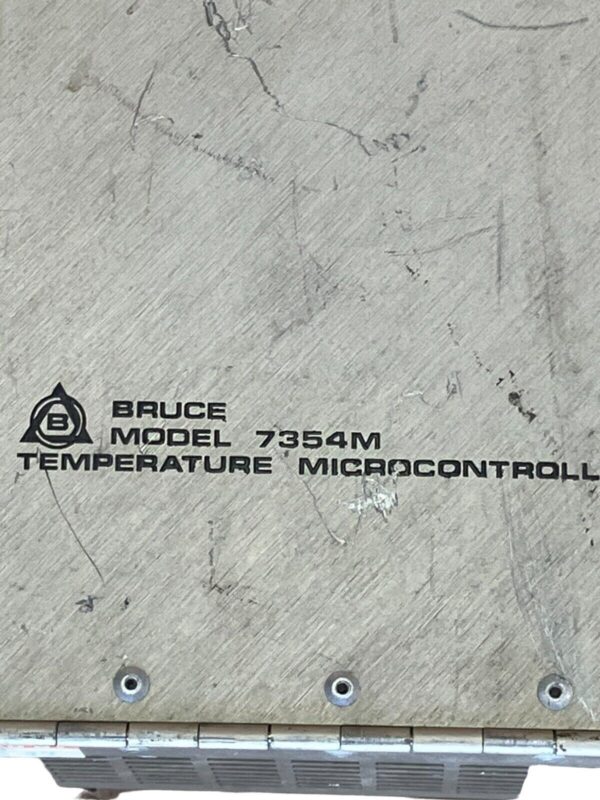 B
BRUCE
MODEL 7354M
TEMPERATURE MICROCONTROLL